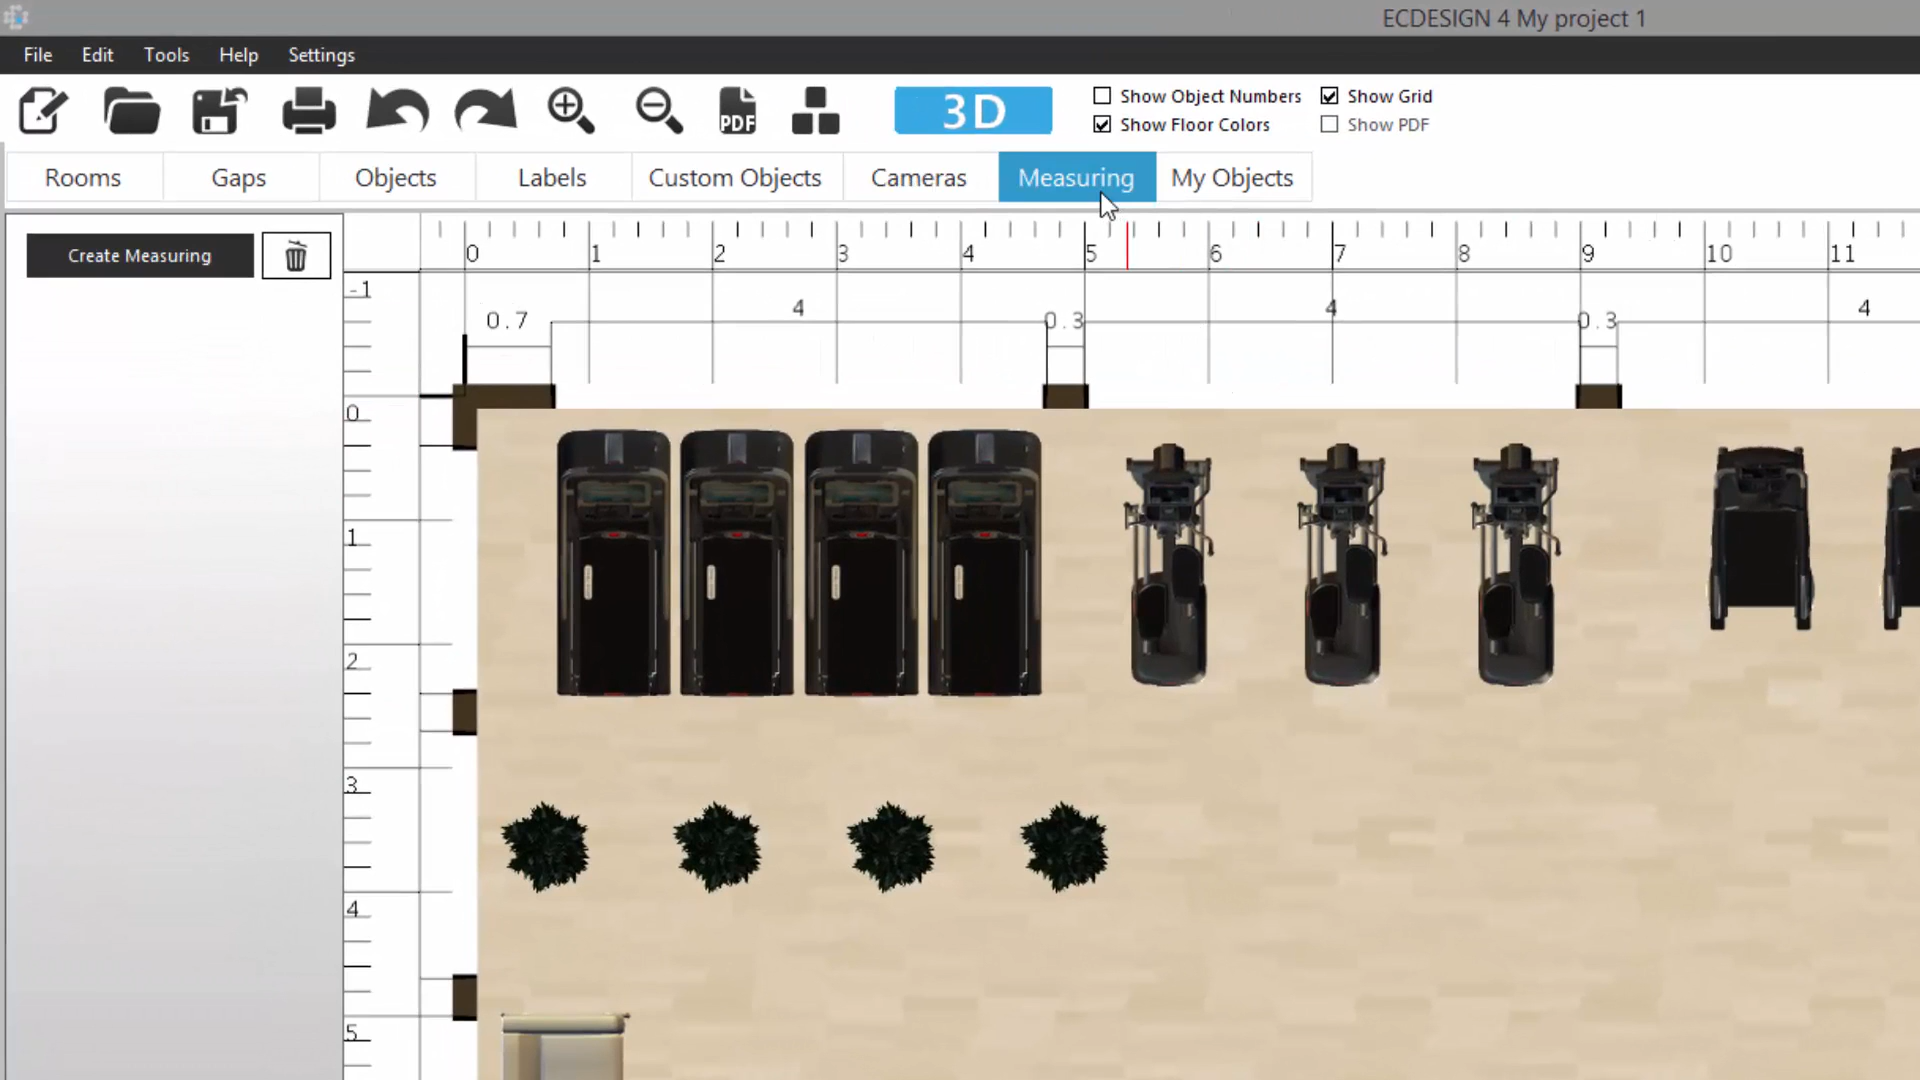 ECDESIGN 4 My project 1
File Edit Tools Help Settings
PDF 3D Show Object Numbers Show Grid
Show Floor Colors Show PDF
Rooms Gaps Objects Labels Custom Objects Cameras Measuring My Objects
Create Measuring
0 1 2 3 4 5 6 7 8 9 10 11
-1
0.7 4 0.3 4 0.3 4
0
1
2
3
4
5